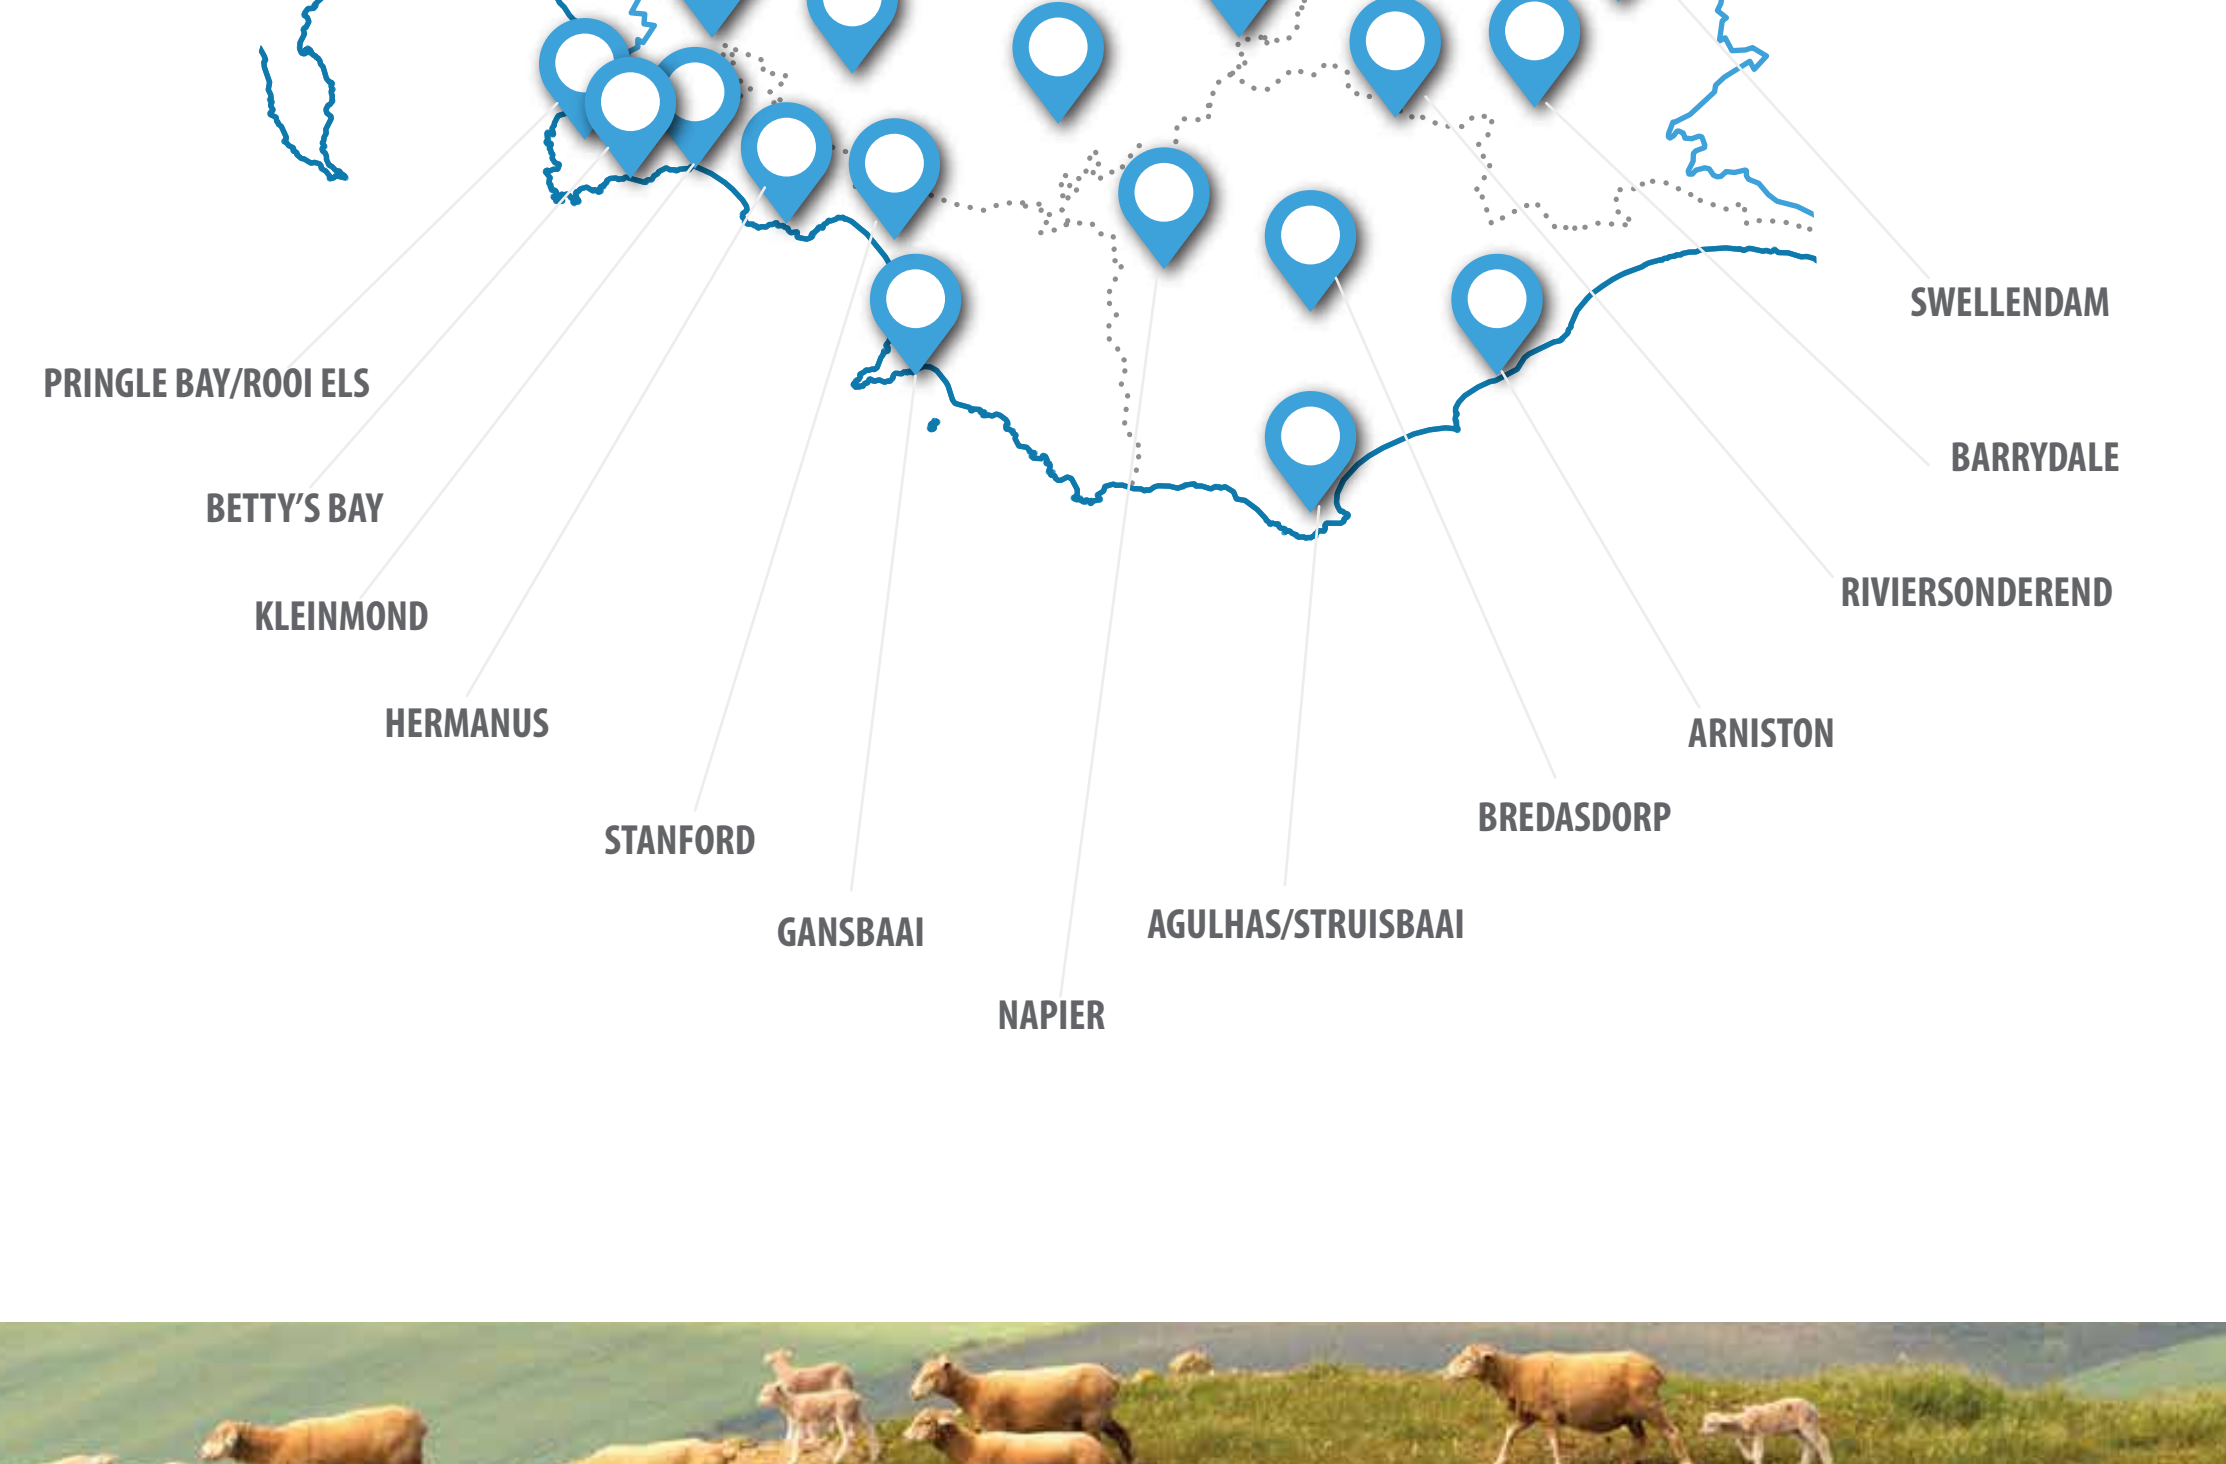 SWELLENDAM
PRINGLE BAY/ROOI ELS
BARRYDALE
BETTY'S BAY
RIVIERSONDEREND
KLEINMOND
HERMANUS
ARNISTON
BREDASDORP
STANFORD
AGULHAS/STRUISBAAI
GANSBAAI
NAPIER